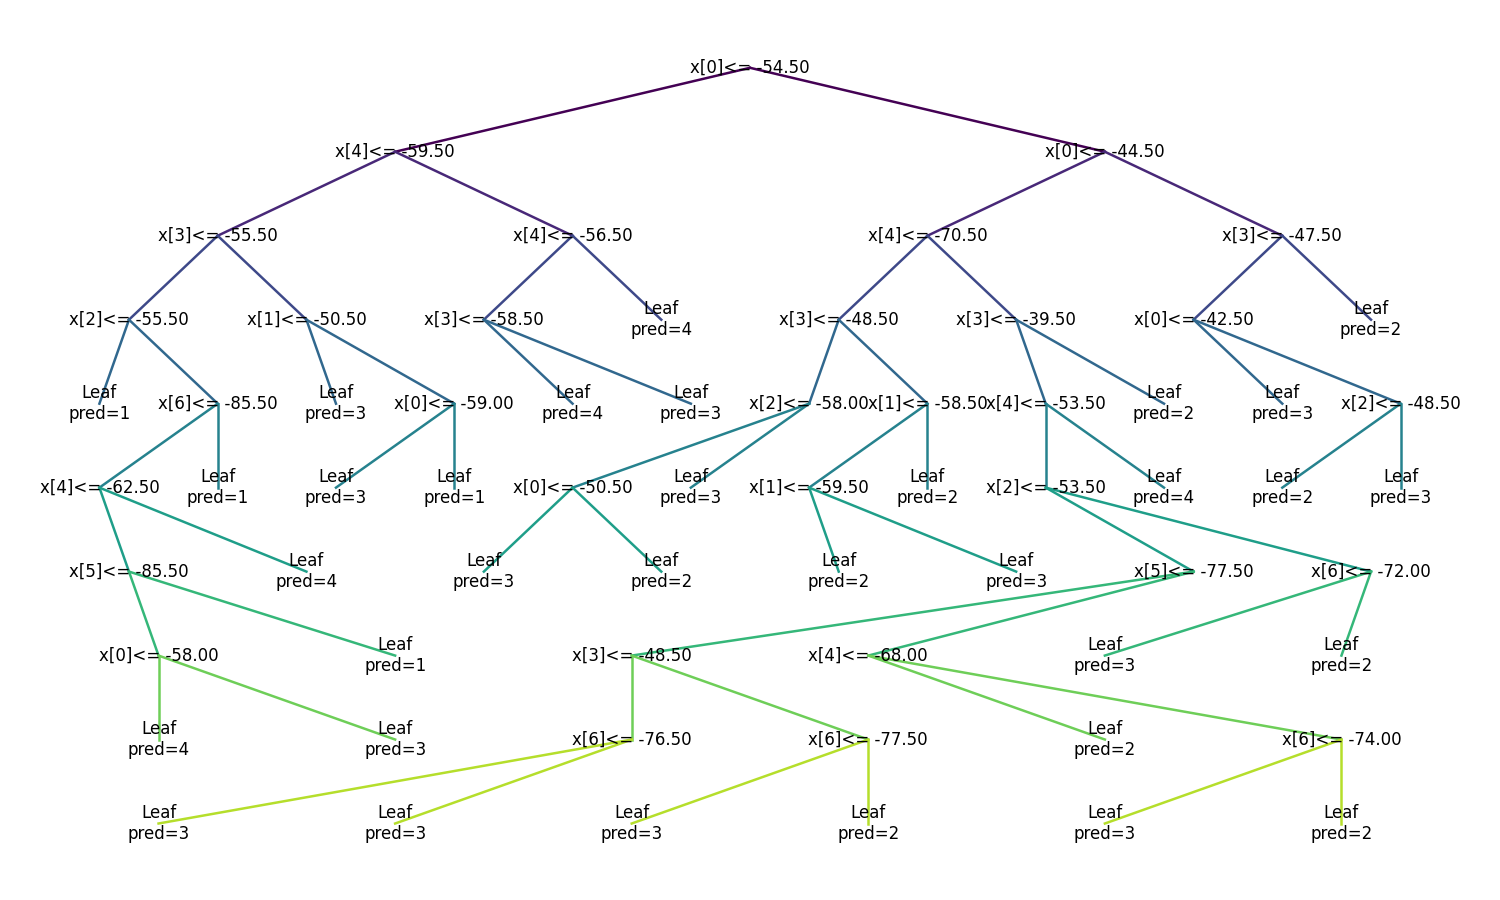 x[0]<= -54.50
x[4]<= -59.50
x[0]<= -44.50
x[3]<= -55.50
x[4]<= -56.50
x[4]<= -70.50
x[3]<= -47.50
x[2]<= -55.50
x[1]<= -50.50
x[3]<= -58.50
Leaf
pred=4
x[3]<= -48.50
x[3]<= -39.50
x[0]<= -42.50
Leaf
pred=2
Leaf
pred=1
x[6]<= -85.50
Leaf
pred=3
x[0]<= -59.00
Leaf
pred=4
Leaf
pred=3
x[2]<= -58.00
x[1]<= -58.50
x[4]<= -53.50
Leaf
pred=2
Leaf
pred=3
x[2]<= -48.50
x[4]<= -62.50
Leaf
pred=1
Leaf
pred=3
Leaf
pred=1
x[0]<= -50.50
Leaf
pred=3
x[1]<= -59.50
Leaf
pred=2
x[2]<= -53.50
Leaf
pred=4
Leaf
pred=2
Leaf
pred=3
x[5]<= -85.50
Leaf
pred=4
Leaf
pred=3
Leaf
pred=2
Leaf
pred=2
Leaf
pred=3
x[5]<= -77.50
x[6]<= -72.00
x[0]<= -58.00
Leaf
pred=1
x[3]<= -48.50
x[4]<= -68.00
Leaf
pred=3
Leaf
pred=2
Leaf
pred=4
Leaf
pred=3
x[6]<= -76.50
x[6]<= -77.50
Leaf
pred=2
x[6]<= -74.00
Leaf
pred=3
Leaf
pred=3
Leaf
pred=3
Leaf
pred=2
Leaf
pred=3
Leaf
pred=2